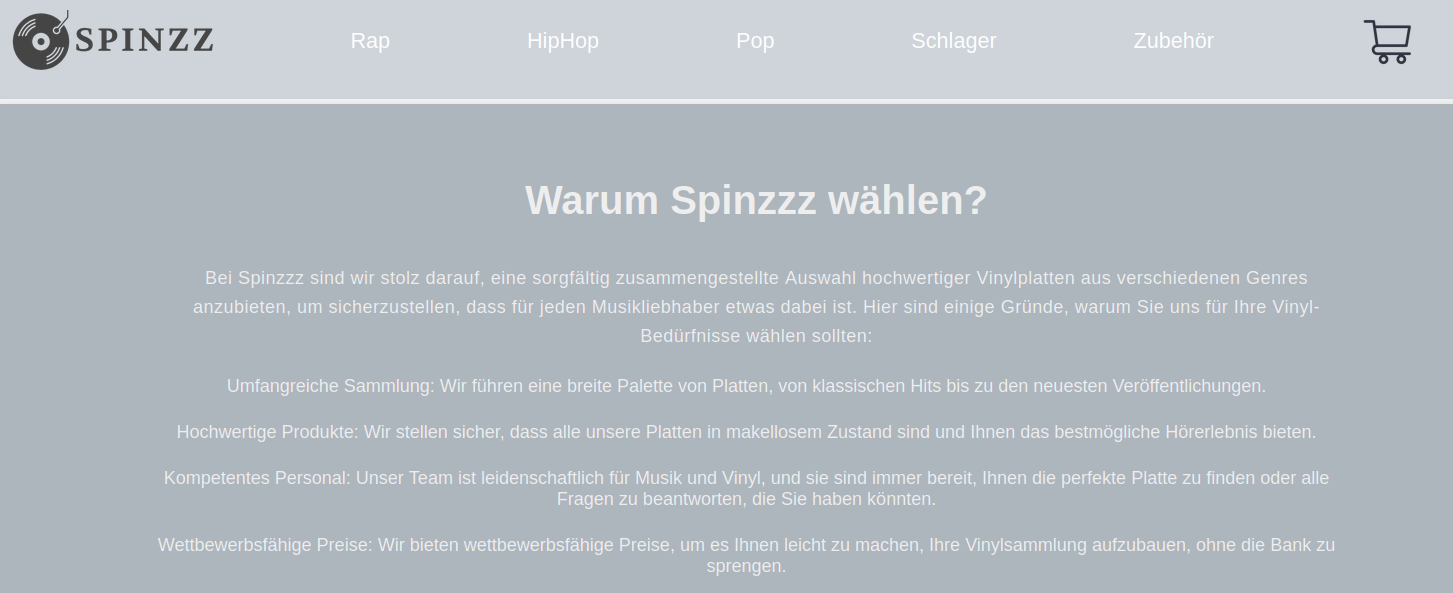 SPINZZ Rap HipHop Pop Schlager Zubehör
Warum Spinzzz wählen?
Bei Spinzzz sind wir stolz darauf, eine sorgfältig zusammengestellte Auswahl hochwertiger Vinylplatten aus verschiedenen Genres
anzubieten, um sicherzustellen, dass für jeden Musikliebhaber etwas dabei ist. Hier sind einige Gründe, warum Sie uns für Ihre Vinyl-
Bedürfnisse wählen sollten:
Umfangreiche Sammlung: Wir führen eine breite Palette von Platten, von klassischen Hits bis zu den neuesten Veröffentlichungen.
Hochwertige Produkte: Wir stellen sicher, dass alle unsere Platten in makellosem Zustand sind und Ihnen das bestmögliche Hörerlebnis bieten.
Kompetentes Personal: Unser Team ist leidenschaftlich für Musik und Vinyl, und sie sind immer bereit, Ihnen die perfekte Platte zu finden oder alle
Fragen zu beantworten, die Sie haben könnten.
Wettbewerbsfähige Preise: Wir bieten wettbewerbsfähige Preise, um es Ihnen leicht zu machen, Ihre Vinylsammlung aufzubauen, ohne die Bank zu
sprengen.